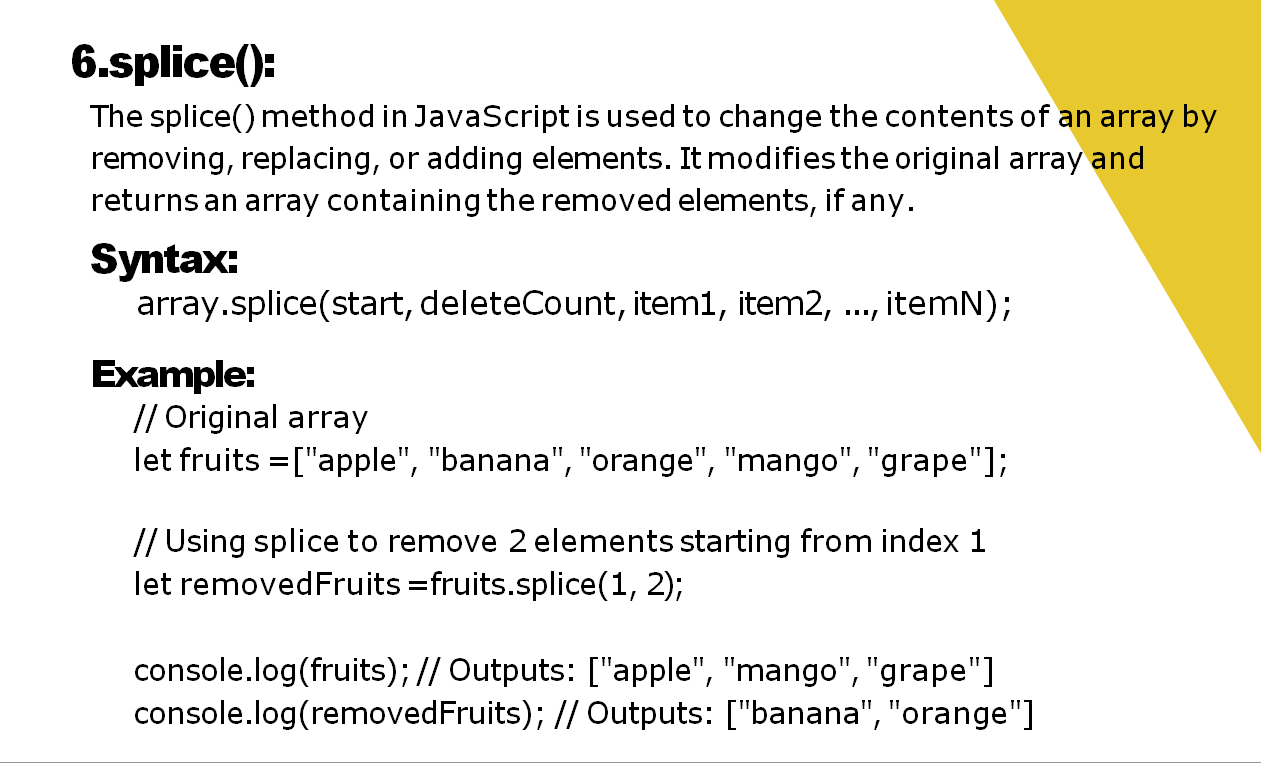 6.splice():
The splice() method in JavaScript is used to change the contents of an array by
removing, replacing, or adding elements. It modifies the original array and
returns an array containing the removed elements, if any.
Syntax:
array.splice(start, deleteCount, item1, item2, ..., itemN);
Example:
// Original array
let fruits =["apple", "banana", "orange", "mango", "grape"];
// Using splice to remove 2 elements starting from index 1
let removedFruits =fruits.splice(1, 2);
console.log(fruits); // Outputs: ["apple", "mango", "grape"]
console.log(removedFruits); // Outputs: ["banana", "orange"]